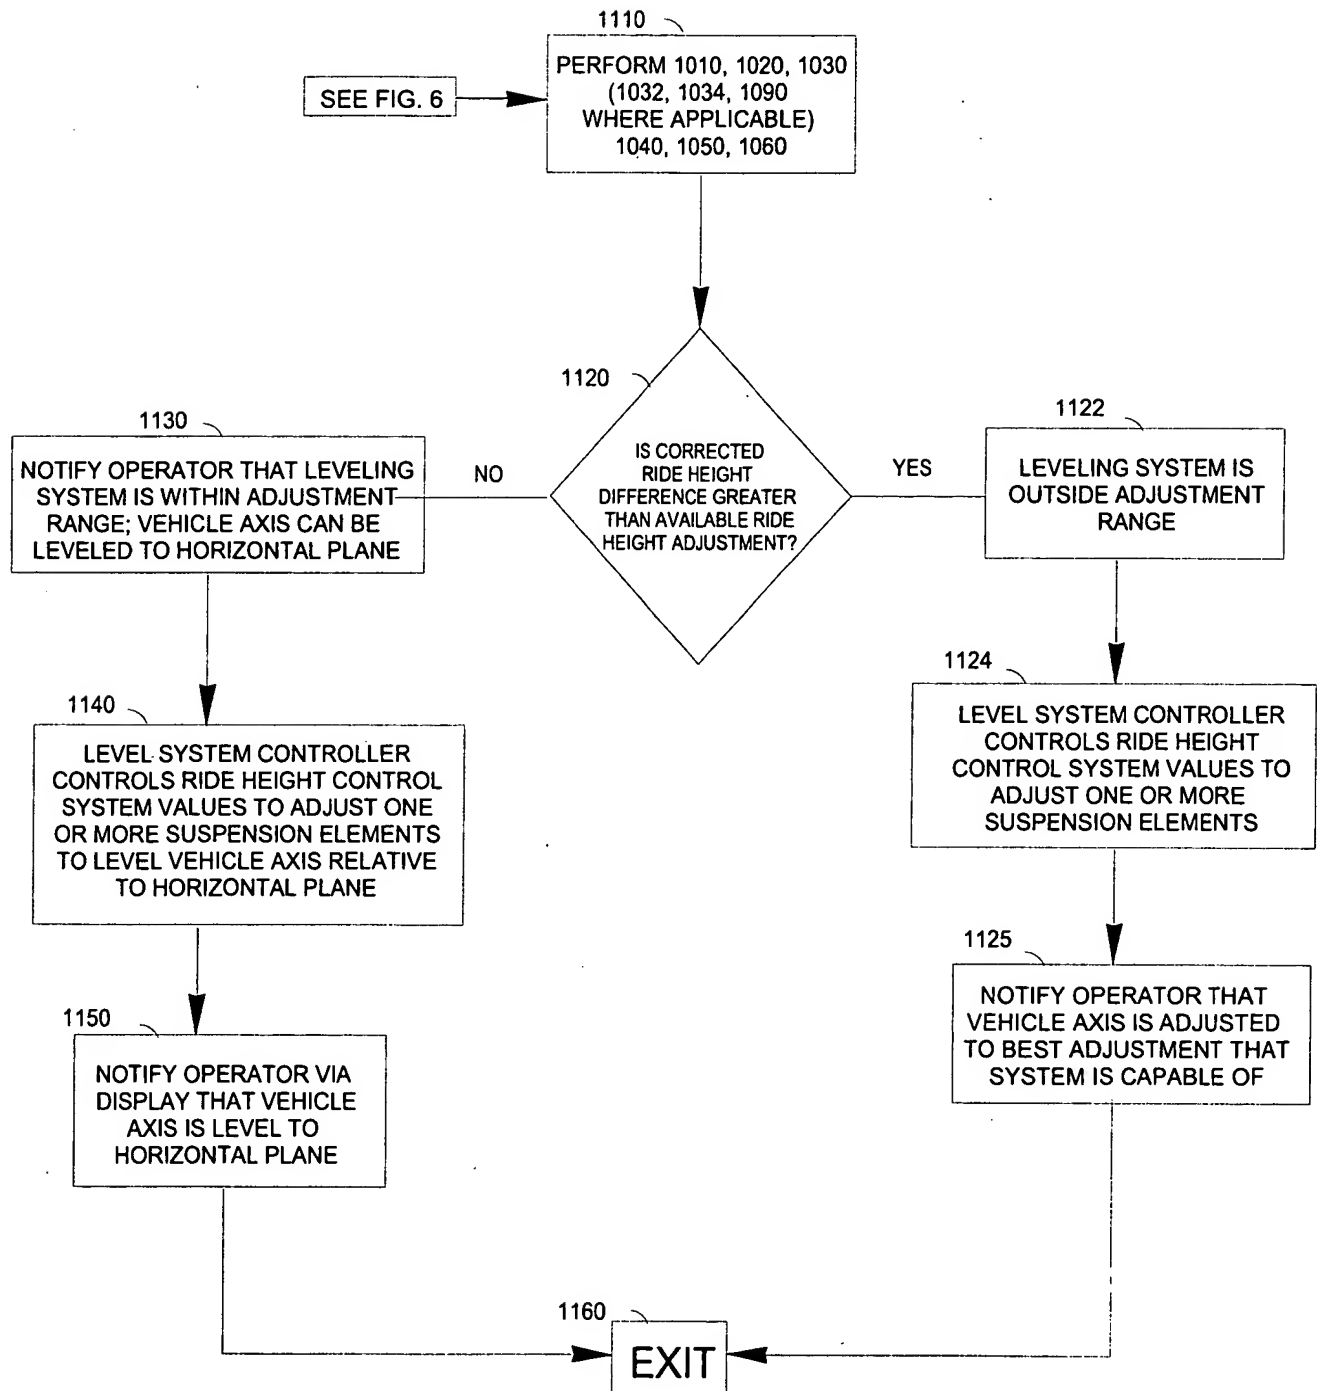 1110
PERFORM 1010, 1020, 1030
(1032, 1034, 1090
WHERE APPLICABLE)
1040, 1050, 1060
SEE FIG. 6
1120
IS CORRECTED
RIDE HEIGHT
DIFFERENCE GREATER
THAN AVAILABLE RIDE
HEIGHT ADJUSTMENT?
NO
YES
1130
NOTIFY OPERATOR THAT LEVELING
SYSTEM IS WITHIN ADJUSTMENT
RANGE; VEHICLE AXIS CAN BE
LEVELED TO HORIZONTAL PLANE
1122
LEVELING SYSTEM IS
OUTSIDE ADJUSTMENT
RANGE
1140
LEVEL SYSTEM CONTROLLER
CONTROLS RIDE HEIGHT CONTROL
SYSTEM VALUES TO ADJUST ONE
OR MORE SUSPENSION ELEMENTS
TO LEVEL VEHICLE AXIS RELATIVE
TO HORIZONTAL PLANE
1124
LEVEL SYSTEM CONTROLLER
CONTROLS RIDE HEIGHT
CONTROL SYSTEM VALUES TO
ADJUST ONE OR MORE
SUSPENSION ELEMENTS
1150
NOTIFY OPERATOR VIA
DISPLAY THAT VEHICLE
AXIS IS LEVEL TO
HORIZONTAL PLANE
1125
NOTIFY OPERATOR THAT
VEHICLE AXIS IS ADJUSTED
TO BEST ADJUSTMENT THAT
SYSTEM IS CAPABLE OF
1160
EXIT